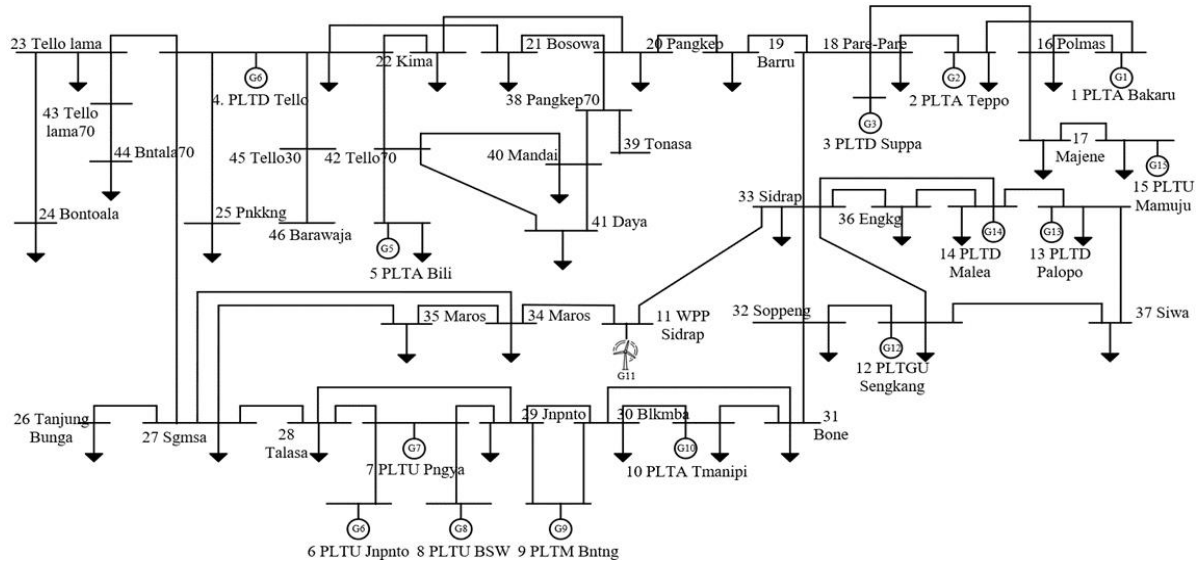 23 Tello lama
21 Bosowa
20 Pangkep
19
Barru
18 Pare-Pare
16 Polmas
22 Kima
G6
4. PLTD Tello
G2
2 PLTA Teppo
G1
1 PLTA Bakaru
43 Tello
lama70
38 Pangkep70
G3
3 PLTD Suppa
44 Bntala70
45 Tello30
42 Tello70
40 Mandai
39 Tonasa
17
Majene
G15
15 PLTU
Mamuju
24 Bontoala
25 Pnkkng
46 Barawaja
G5
5 PLTA Bili
41 Daya
33 Sidrap
36 Engkg
G14
14 PLTD
Malea
G13
13 PLTD
Palopo
35 Maros
34 Maros
11 WPP
Sidrap
G11
32 Soppeng
G12
12 PLTGU
Sengkang
37 Siwa
26 Tanjung
Bunga
27 Sgmsa
28
Talasa
G7
7 PLTU Pngya
29 Jnpnto
30 Blkmba
G10
10 PLTA Tmanipi
31
Bone
G6
6 PLTU Jnpnto
G8
8 PLTU BSW
G9
9 PLTM Bntng